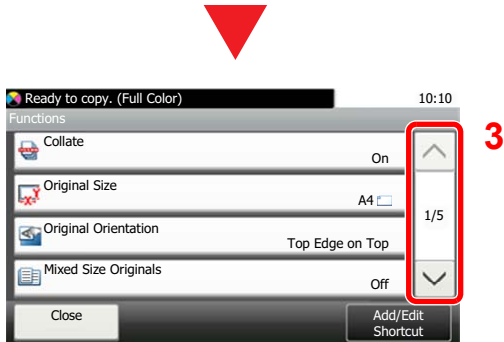 Ready to copy. (Full Color) 10:10
Functions
Collate
On
3
Original Size
A4
1/5
Original Orientation
Top Edge on Top
Mixed Size Originals
Off
Close
Add/Edit
Shortcut